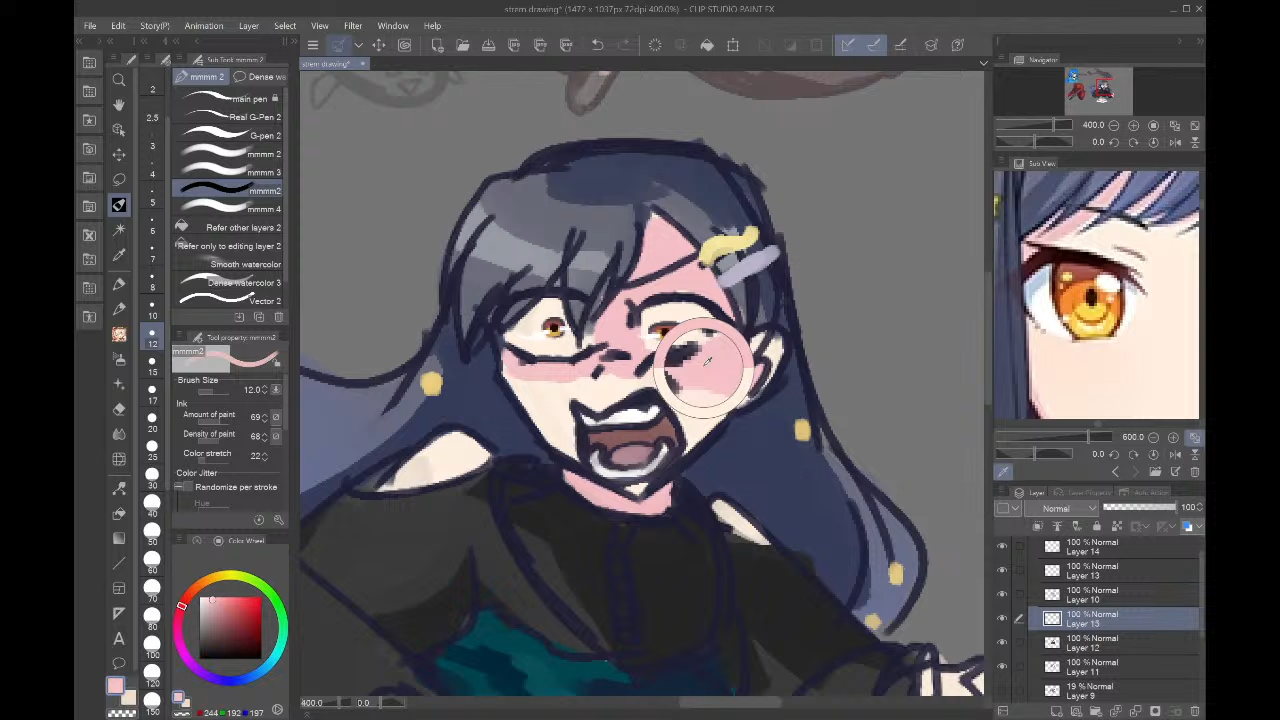 strem drawing* (1472 x 1037px 72dpi 400.0%) - CLIP STUDIO PAINT EX
File Edit Story(P) Animation Layer Select View Filter Window Help
Sub Tool: mmmm 2
strem drawing*
Navigator
mmmm 2 Dense wa
main pen
Real G-Pen 2
G-pen 2
mmmm 2
mmmm 3
mmmm2
mmmm 4
Refer other layers 2
Refer only to editing layer 2
Smooth watercolor
Dense watercolor 3
Vector 2
2
2.5
3
4
5
6
7
8
10
12
15
17
20
25
30
40
50
60
70
80
100
120
150
Tool property: mmmm2
mmmm2
Brush Size 12.0
Ink
Amount of paint 69
Density of paint 68
Color stretch 22
Color Jitter
Randomize per stroke
Hue
Color Wheel
244 192 197
400.0 0.0
400.0
0.0
Sub View
600.0
0.0
Layer Layer Property Auto Action
Normal 100
100 %Normal
Layer 14
100 %Normal
Layer 13
100 %Normal
Layer 10
100 %Normal
Layer 15
100 %Normal
Layer 12
100 %Normal
Layer 11
19 %Normal
Layer 9